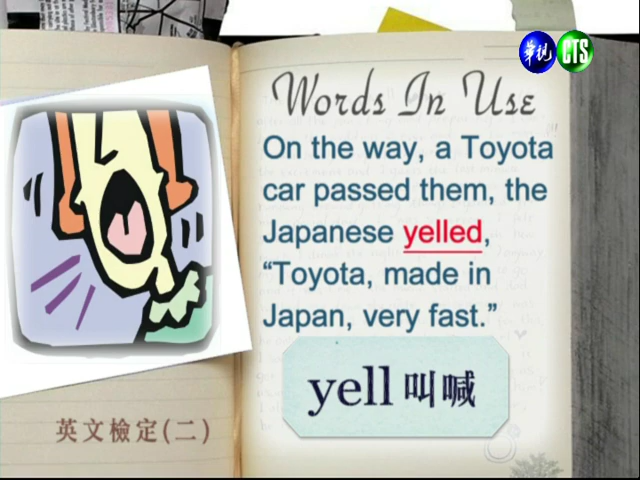 華視 CTS
Words In Use
On the way, a Toyota
car passed them, the
Japanese yelled,
“Toyota, made in
Japan, very fast.”
yell 叫喊
英文檢定(二)